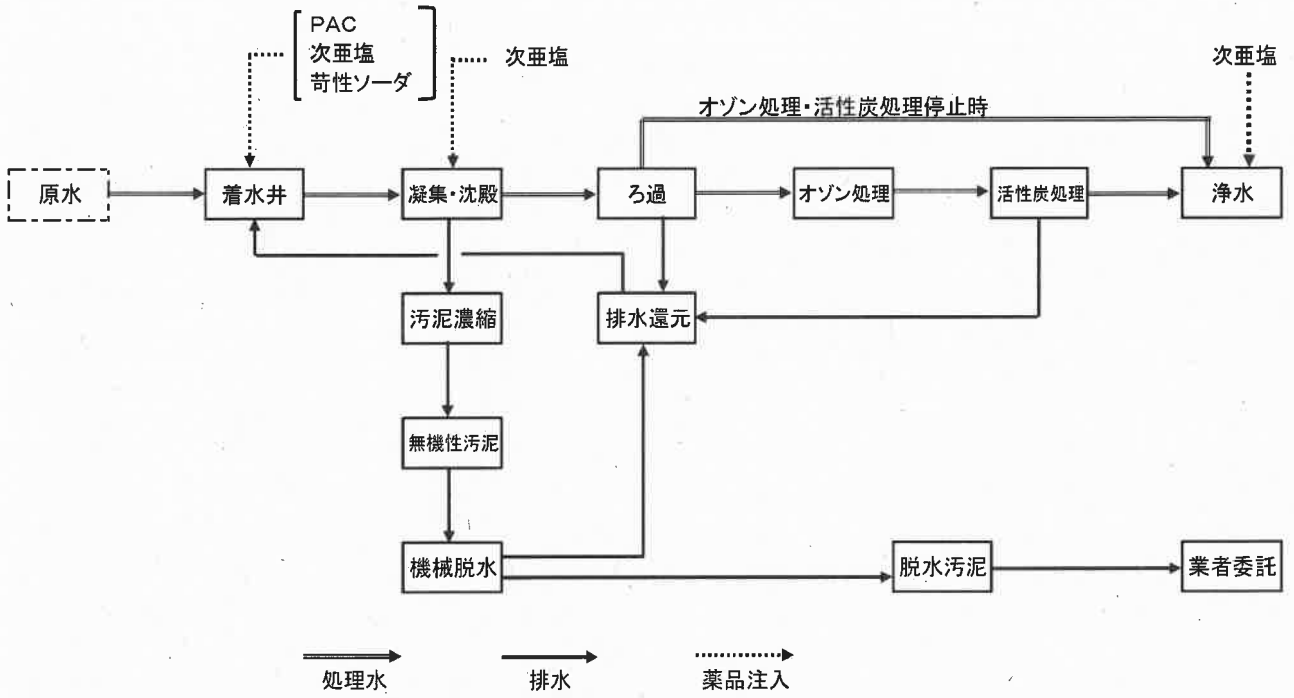 PAC
次亜塩
苛性ソーダ
次亜塩
次亜塩
オゾン処理・活性炭処理停止時
原水
着水井
凝集・沈殿
ろ過
オゾン処理
活性炭処理
浄水
汚泥濃縮
排水還元
無機性汚泥
機械脱水
脱水汚泥
業者委託
処理水
排水
薬品注入